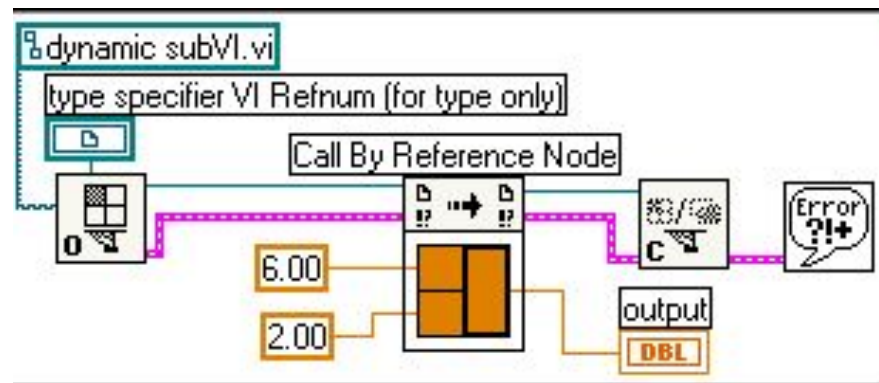 dynamic subVI.vi
type specifier VI Refnum (for type only)
Call By Reference Node
!? !?
O
C
Error
?!+
6.00
2.00
output
DBL